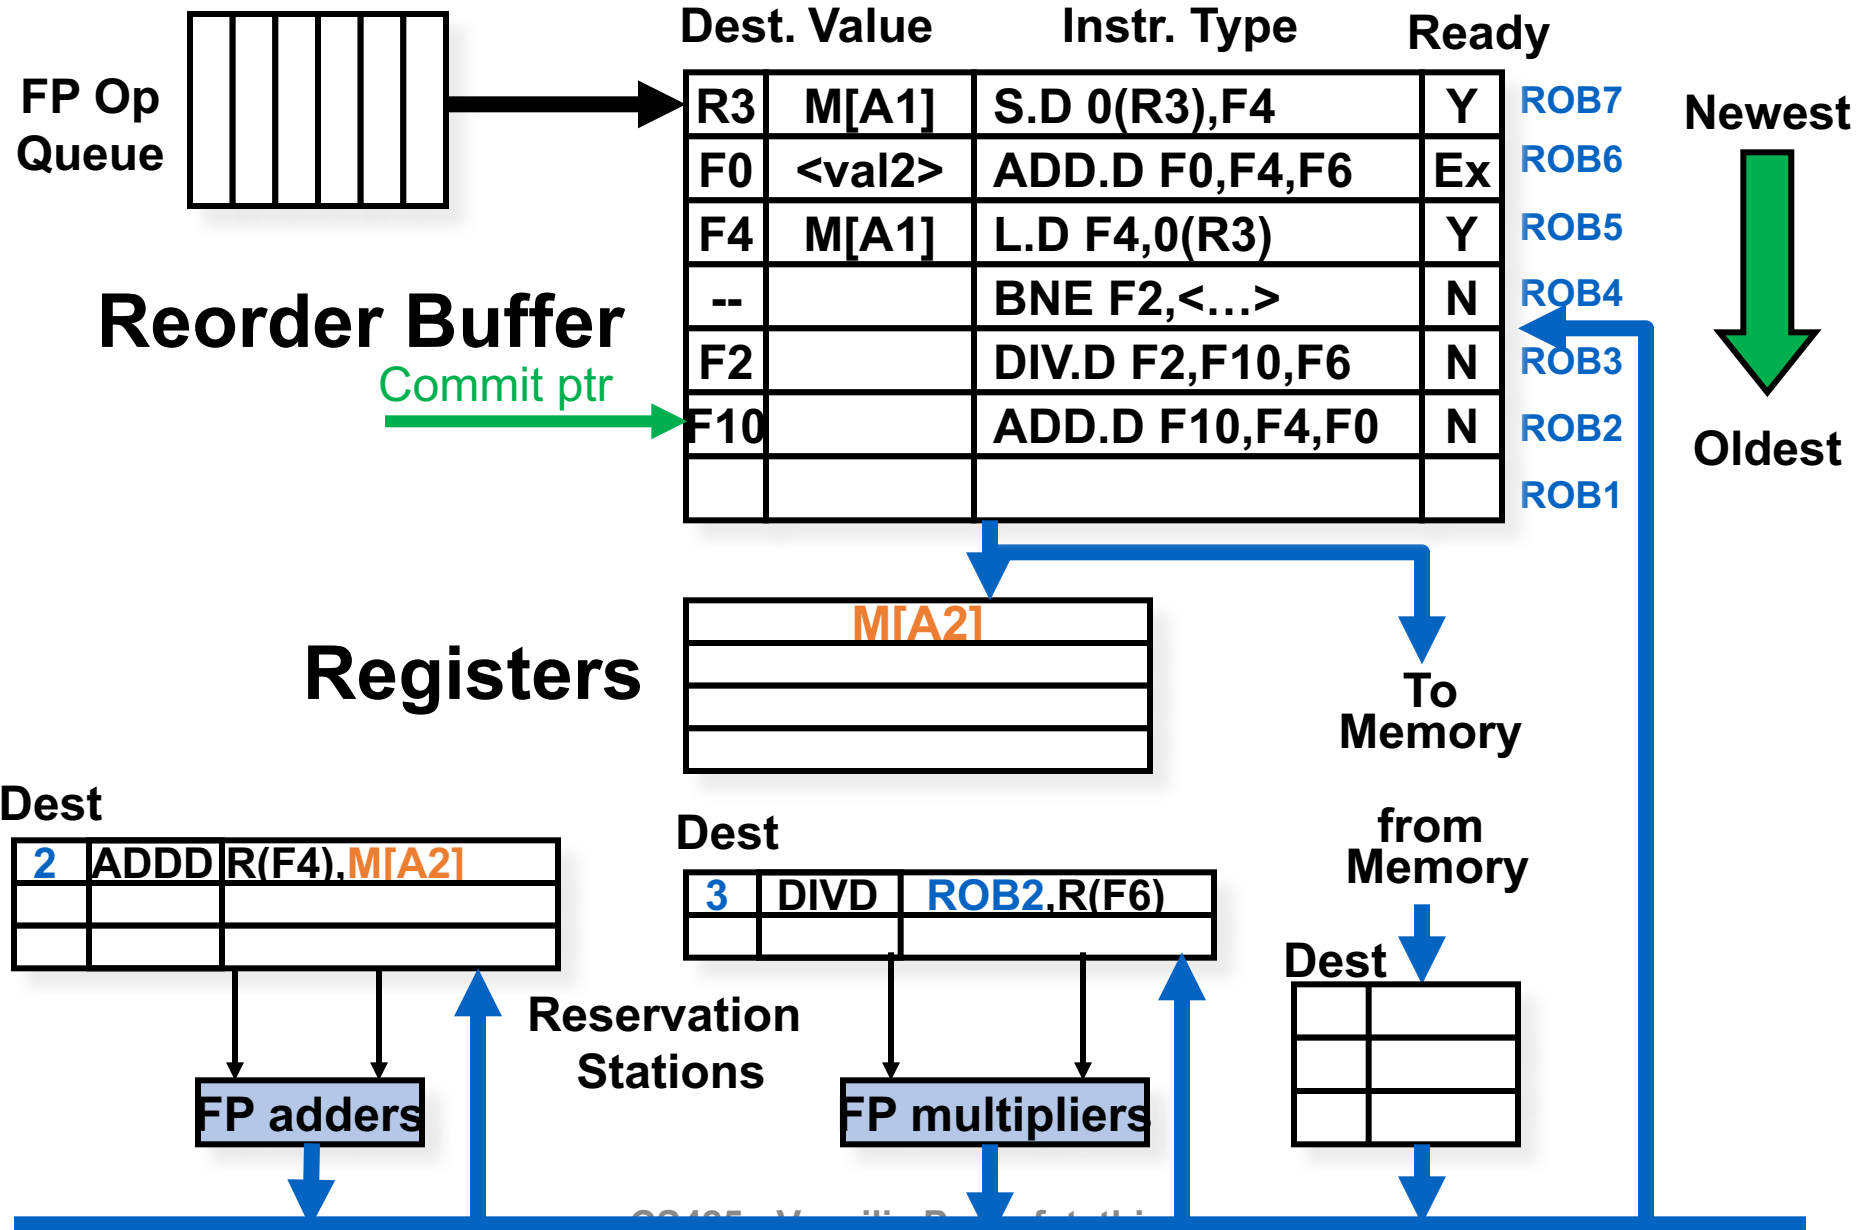 Dest. Value Instr. Type Ready
FP Op
Queue
R3 M[A1] S.D 0(R3),F4 Y ROB7
F0 <val2> ADD.D F0,F4,F6 Ex ROB6
F4 M[A1] L.D F4,0(R3) Y ROB5
-- BNE F2,<…> N ROB4
F2 DIV.D F2,F10,F6 N ROB3
F10 ADD.D F10,F4,F0 N ROB2
ROB1
Newest
Oldest
Reorder Buffer
Commit ptr
Registers
M[A2]
To
Memory
from
Memory
Dest
2 ADDD R(F4),M[A2]
Dest
3 DIVD ROB2,R(F6)
Dest
Reservation
Stations
FP adders
FP multipliers